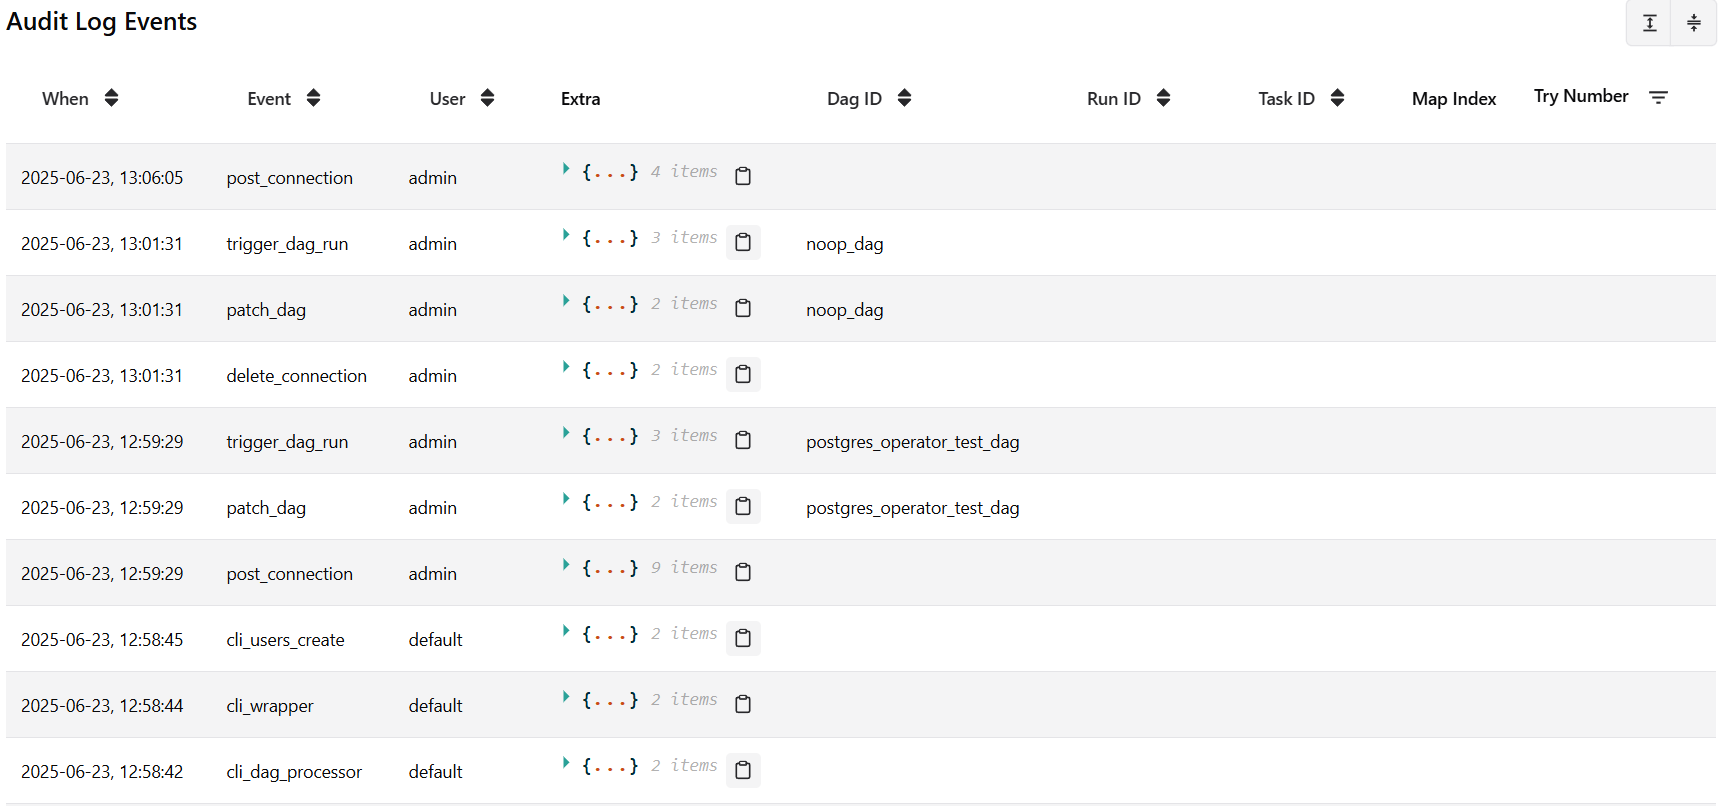 Audit Log Events
When Event User Extra Dag ID Run ID Task ID Map Index Try Number
2025-06-23, 13:06:05 post_connection admin {...} 4 items
2025-06-23, 13:01:31 trigger_dag_run admin {...} 3 items noop_dag
2025-06-23, 13:01:31 patch_dag admin {...} 2 items noop_dag
2025-06-23, 13:01:31 delete_connection admin {...} 2 items
2025-06-23, 12:59:29 trigger_dag_run admin {...} 3 items postgres_operator_test_dag
2025-06-23, 12:59:29 patch_dag admin {...} 2 items postgres_operator_test_dag
2025-06-23, 12:59:29 post_connection admin {...} 9 items
2025-06-23, 12:58:45 cli_users_create default {...} 2 items
2025-06-23, 12:58:44 cli_wrapper default {...} 2 items
2025-06-23, 12:58:42 cli_dag_processor default {...} 2 items